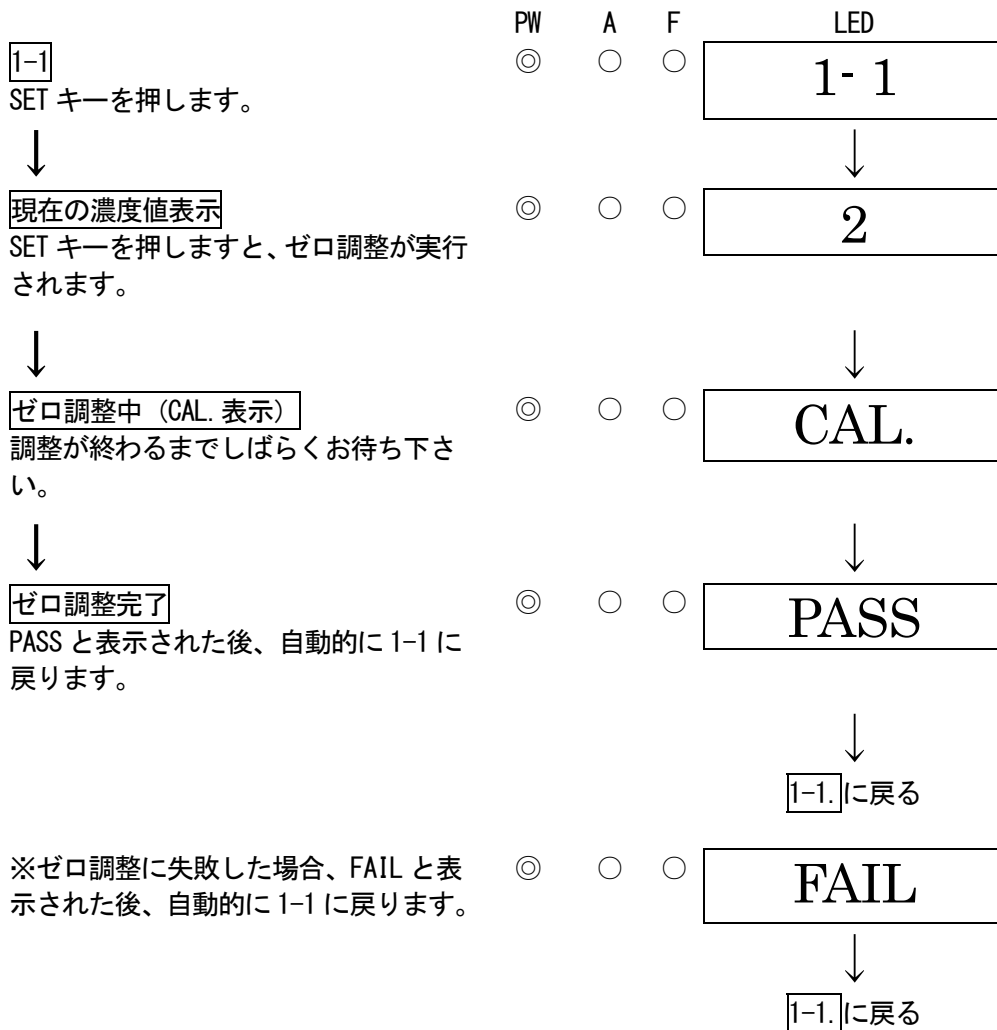 PW A F LED
1-1 ◎ ○ ○ 1- 1
SET キーを押します。
↓ ↓
現在の濃度値表示 ◎ ○ ○ 2
SET キーを押しますと、ゼロ調整が実行
されます。
↓ ↓
ゼロ調整中（CAL.表示） ◎ ○ ○ CAL.
調整が終わるまでしばらくお待ち下さ
い。
↓ ↓
ゼロ調整完了 ◎ ○ ○ PASS
PASS と表示された後、自動的に 1-1 に
戻ります。
↓
1-1.に戻る
※ゼロ調整に失敗した場合、FAIL と表 ◎ ○ ○ FAIL
示された後、自動的に 1-1 に戻ります。
↓
1-1.に戻る